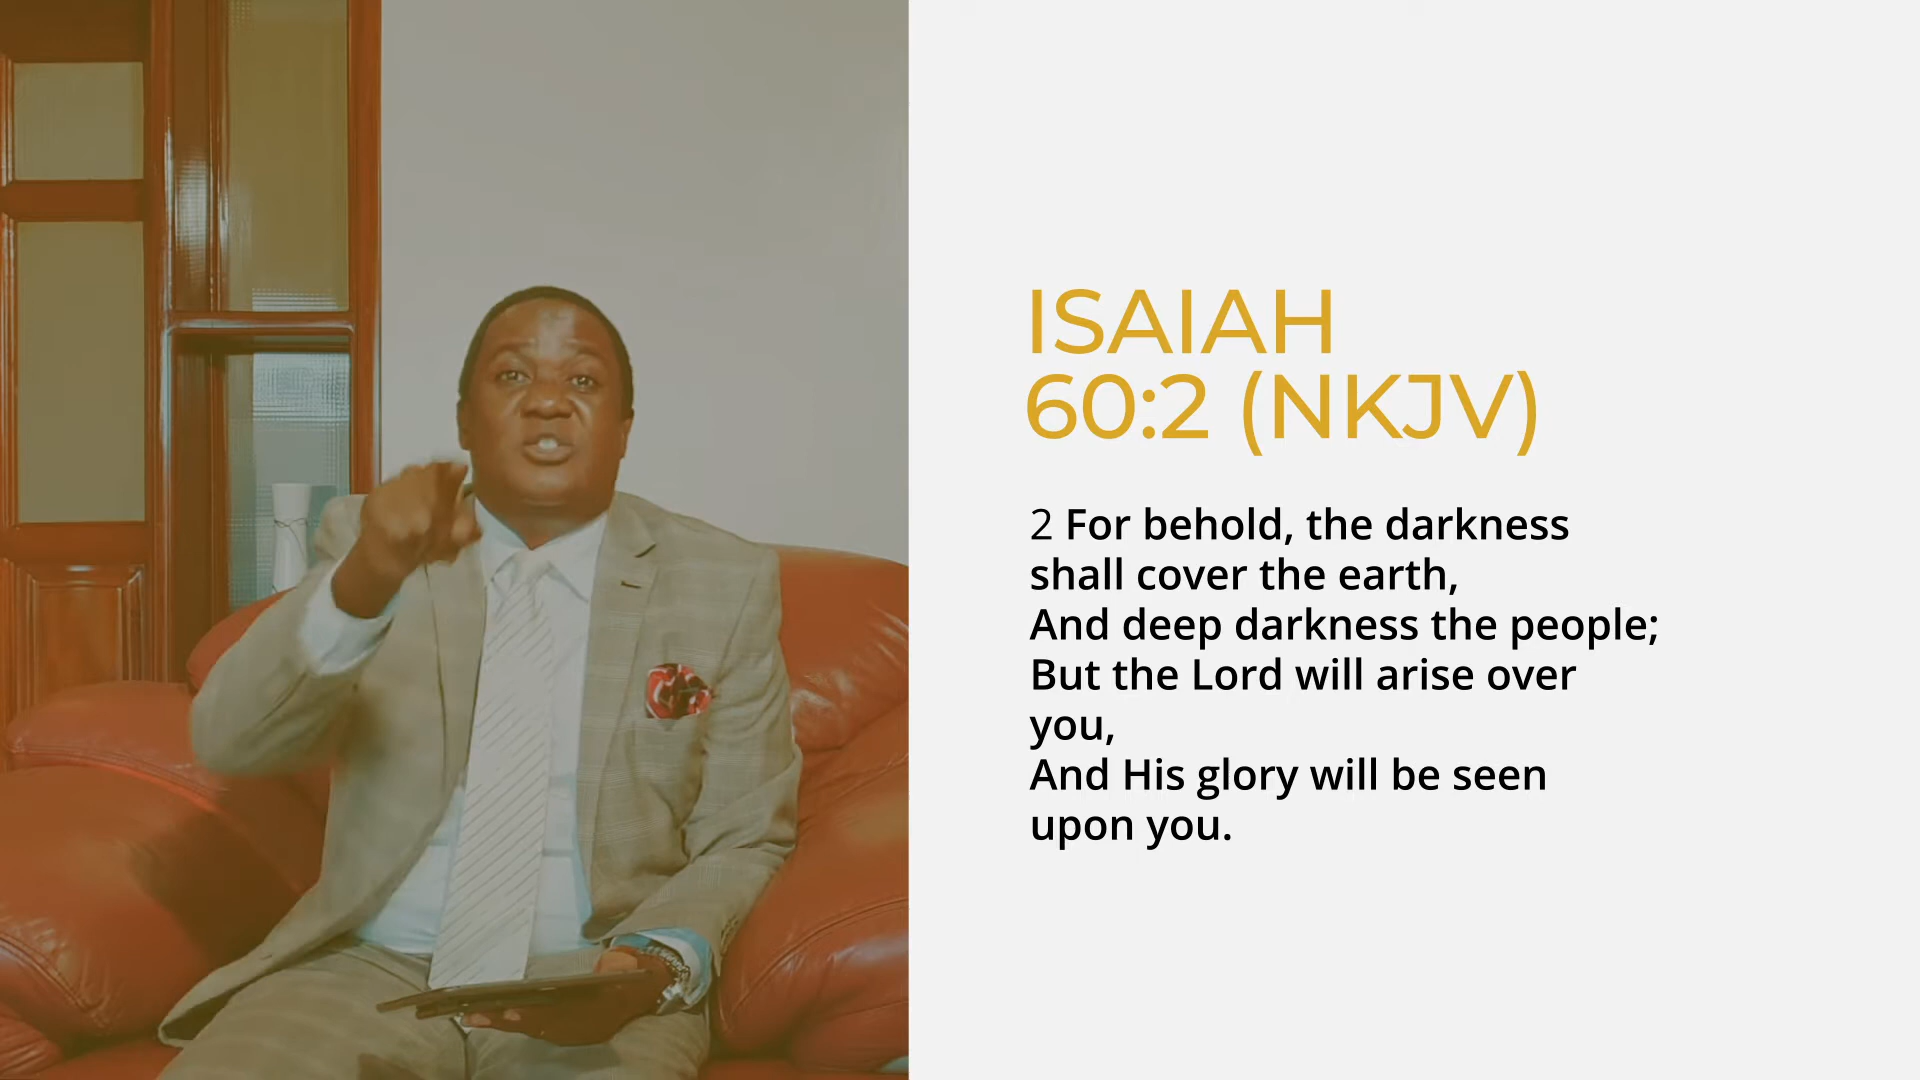 ISAIAH
60:2 (NKJV)
2 For behold, the darkness
shall cover the earth,
And deep darkness the people;
But the Lord will arise over
you,
And His glory will be seen
upon you.